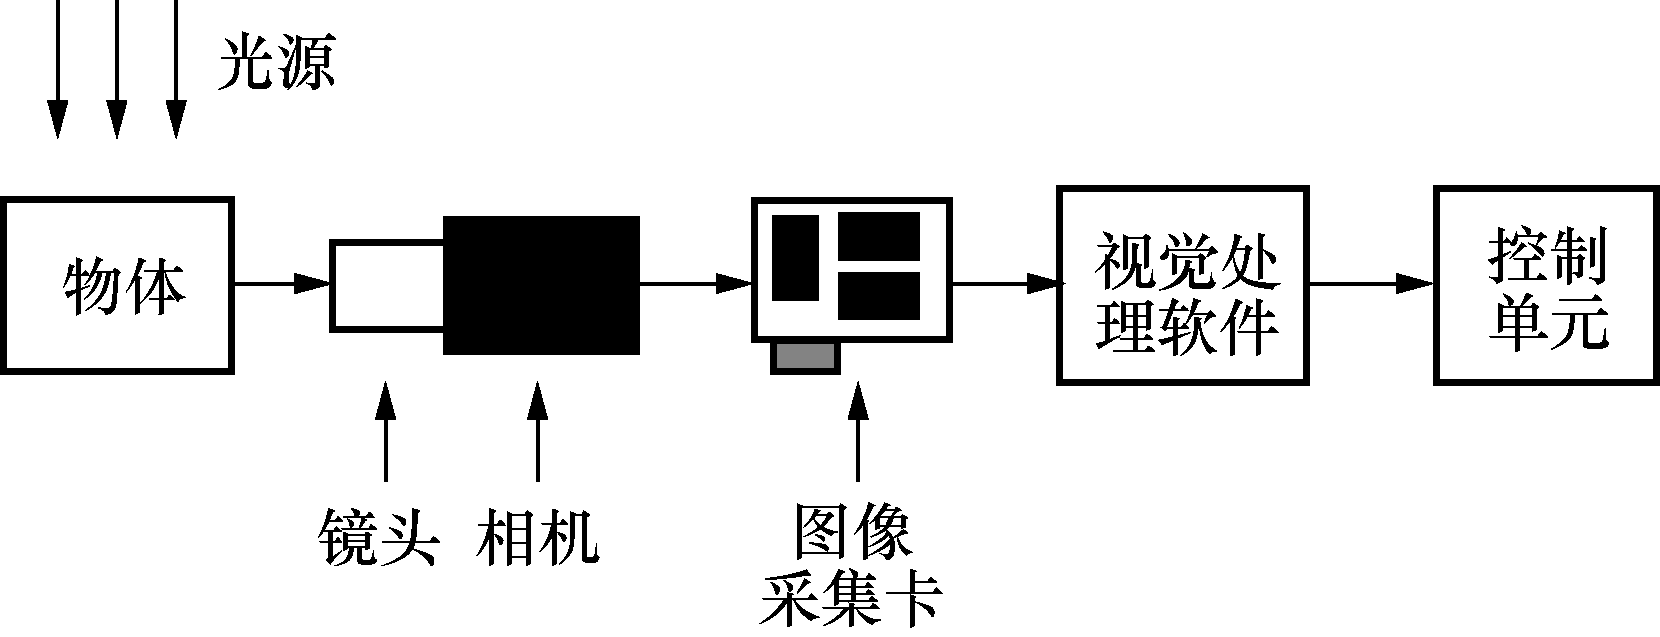 光源
物体
视觉处
理软件
控制
单元
镜头
相机
图像
采集卡